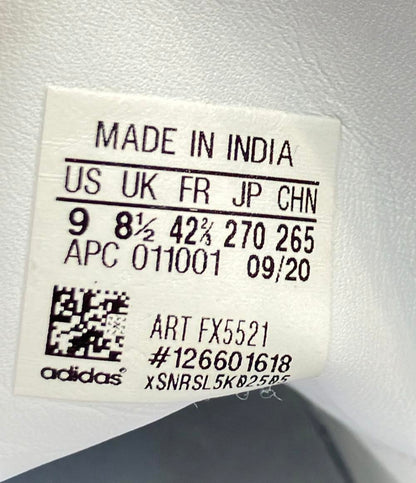 MADE IN INDIA
US UK FR JP CHN
9 8½ 42⅔ 270 265
APC 011001 09/20
ART FX5521
#126601618
adidas xSNRSL5K02505